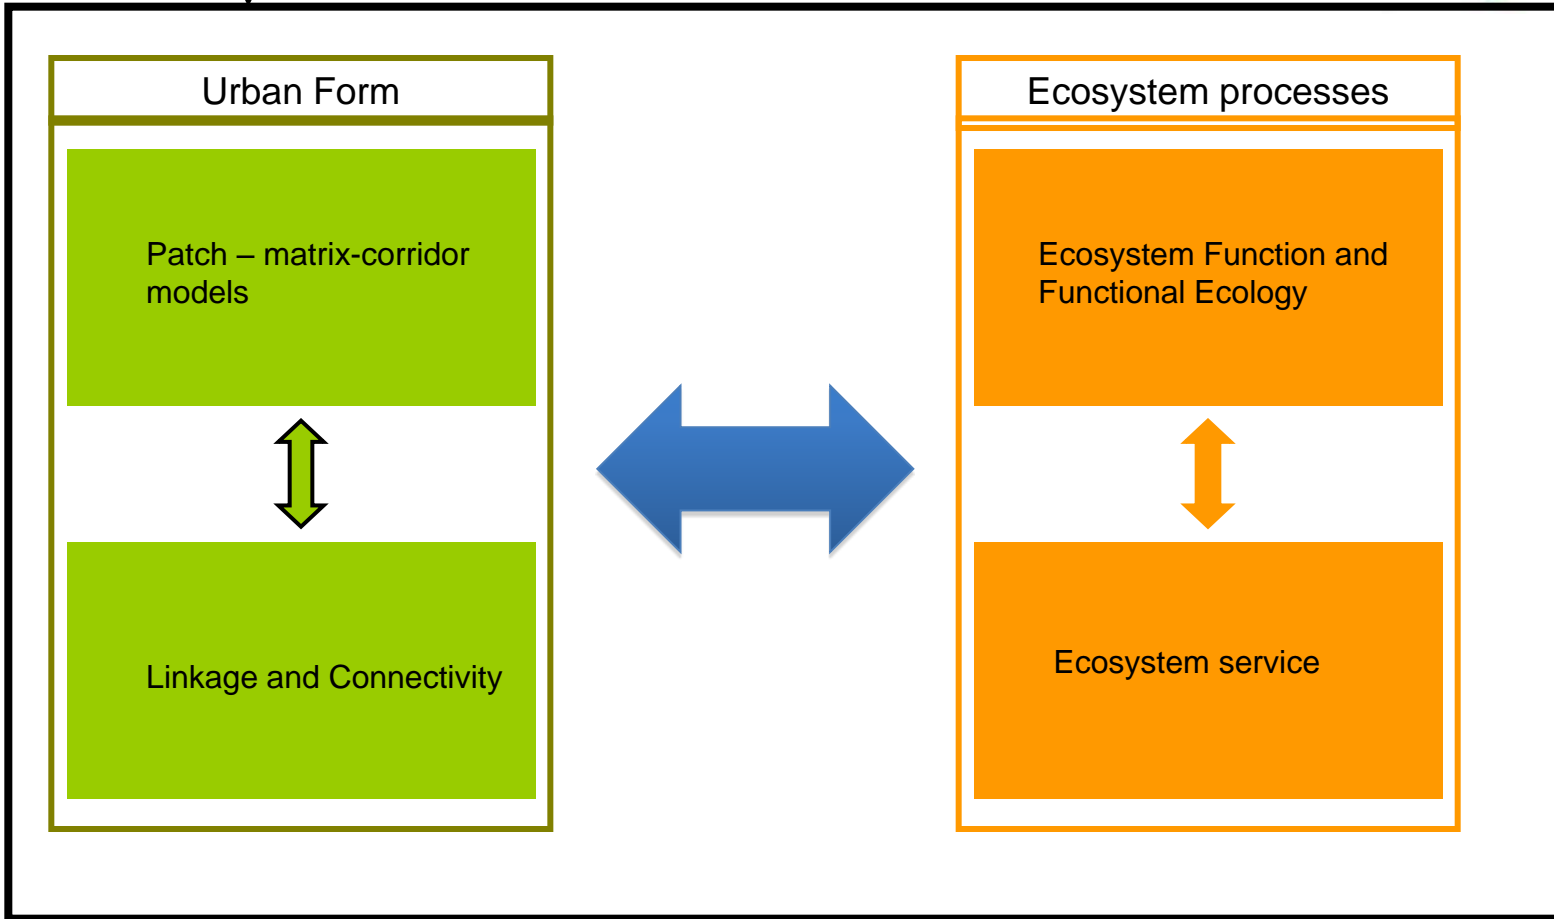 Urban Form
Patch – matrix-corridor
models
Linkage and Connectivity
Ecosystem processes
Ecosystem Function and
Functional Ecology
Ecosystem service